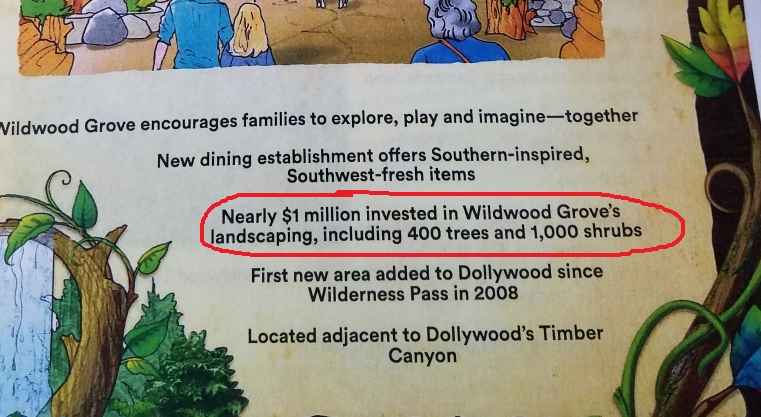 Wildwood Grove encourages families to explore, play and imagine—together
New dining establishment offers Southern-inspired,
Southwest-fresh items
Nearly $1 million invested in Wildwood Grove's
landscaping, including 400 trees and 1,000 shrubs
First new area added to Dollywood since
Wilderness Pass in 2008
Located adjacent to Dollywood's Timber
Canyon